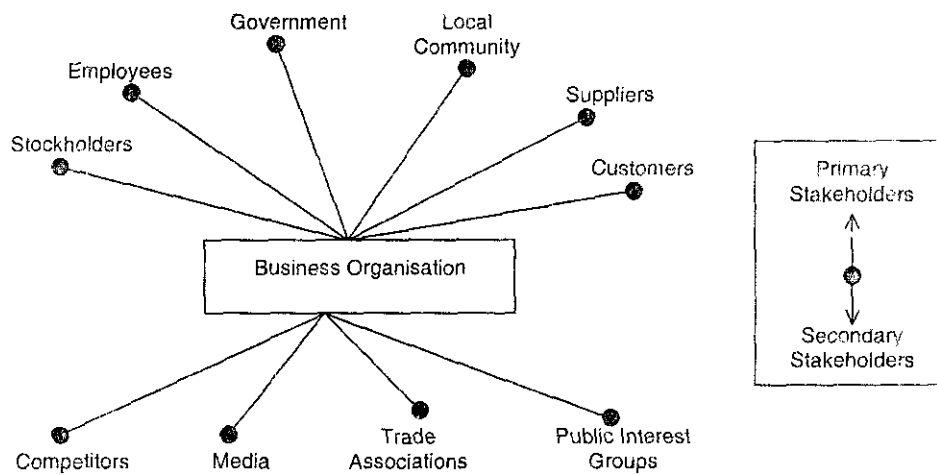 Government
Local
Community
Employees
Suppliers
Stockholders
Customers
Business Organisation
Competitors
Media
Trade
Associations
Public Interest
Groups
Primary
Stakeholders
Secondary
Stakeholders